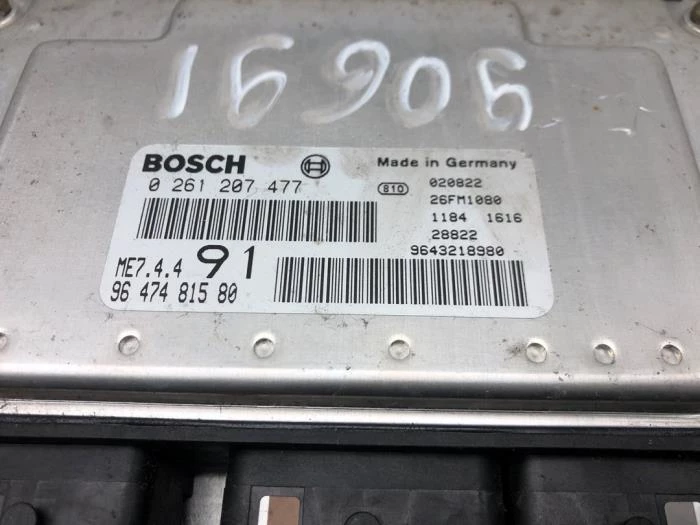 16906
BOSCH Made in Germany
0 261 207 477 810 020822
26FM1080
1184 1616
28822
9643218980
ME7.4.4 91
96 474 815 80